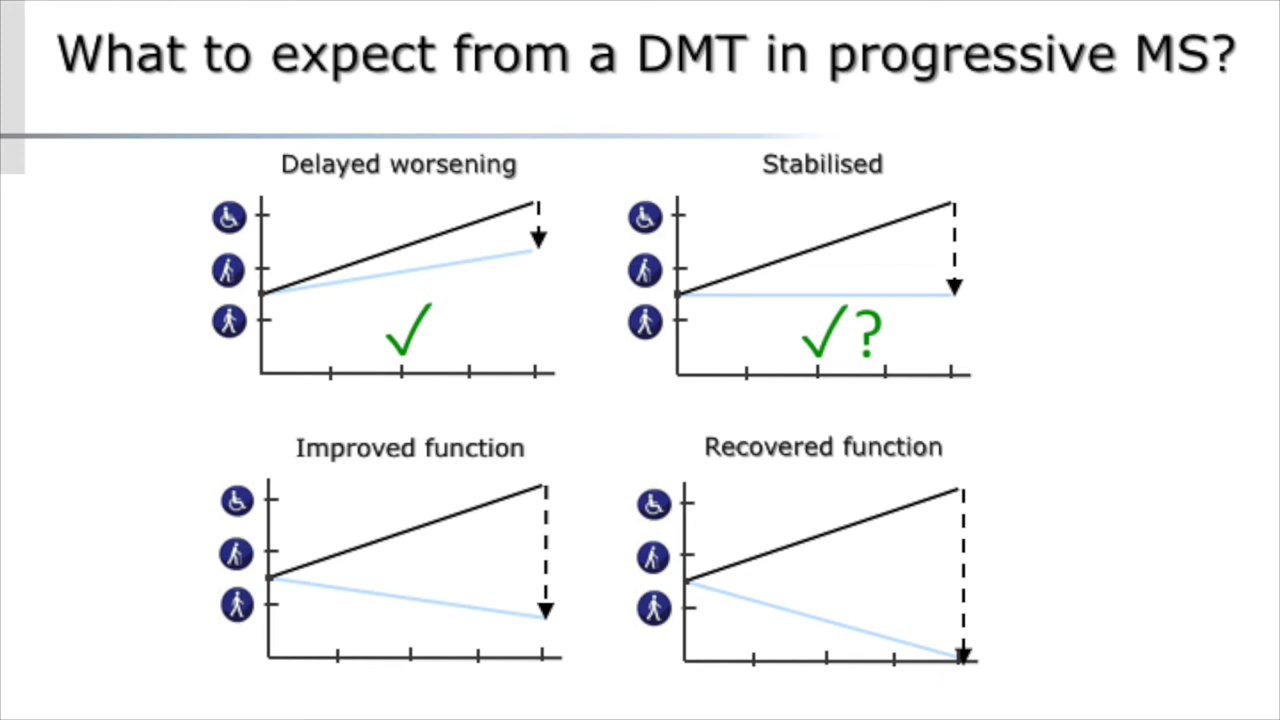 What to expect from a DMT in progressive MS?
Delayed worsening
Stabilised
?
Improved function
Recovered function